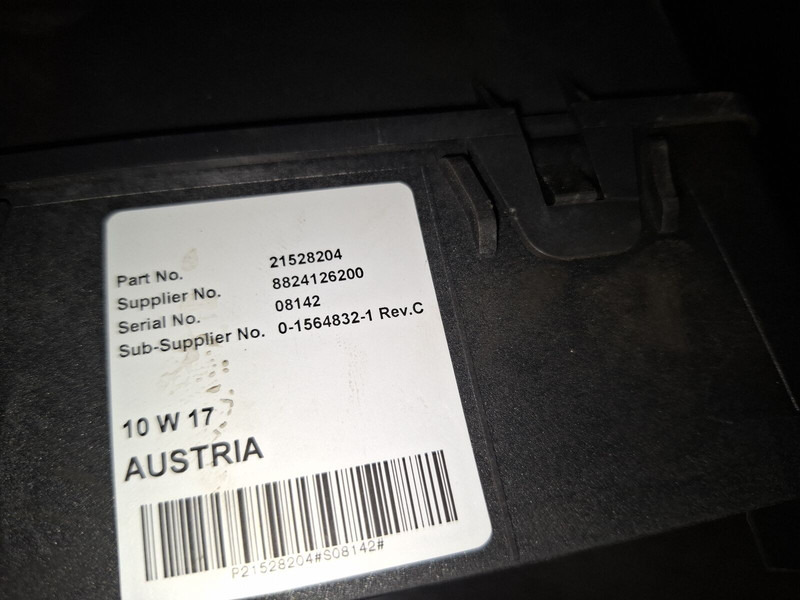 Part No. 21528204
Supplier No. 8824126200
Serial No. 08142
Sub-Supplier No. 0-1564832-1 Rev.C
10 W 17
AUSTRIA
P21528204#S08142#